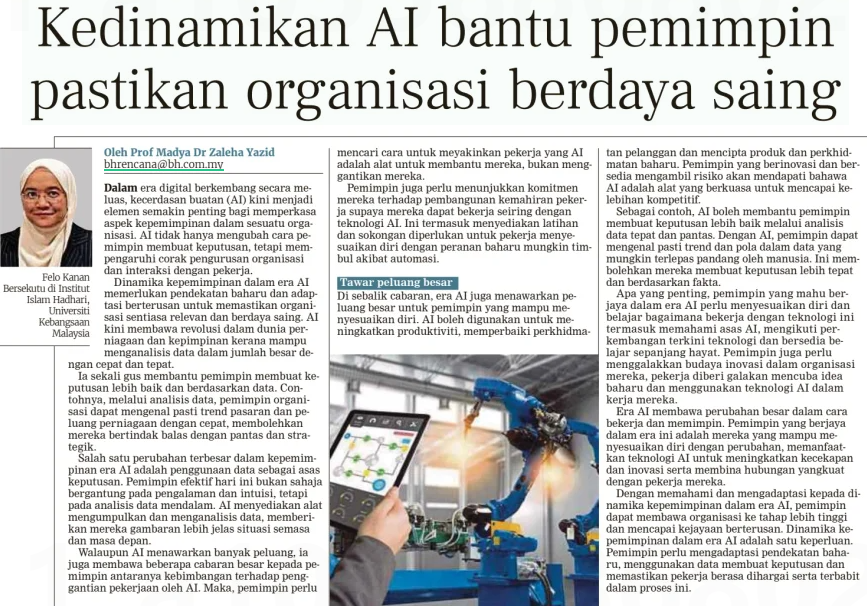 Kedinamikan AI bantu pemimpin
pastikan organisasi berdaya saing
Oleh Prof Madya Dr Zaleha Yazid
bhrencana@bh.com.my
Felo Kanan
Bersekutu di Institut
Islam Hadhari,
Universiti
Kebangsaan
Malaysia
Dalam era digital berkembang secara me-
luas, kecerdasan buatan (AI) kini menjadi
elemen semakin penting bagi memperkasa
aspek kepemimpinan dalam sesuatu orga-
nisasi. AI tidak hanya mengubah cara pe-
mimpin membuat keputusan, tetapi mem-
pengaruhi corak pengurusan organisasi
dan interaksi dengan pekerja.
Dinamika kepemimpinan dalam era AI
memerlukan pendekatan baharu dan adap-
tasi berterusan untuk memastikan organi-
sasi sentiasa relevan dan berdaya saing. AI
kini membawa revolusi dalam dunia per-
niagaan dan kepimpinan kerana mampu
menganalisis data dalam jumlah besar de-
ngan cepat dan tepat.
Ia sekali gus membantu pemimpin membuat ke-
putusan lebih baik dan berdasarkan data. Con-
tohnya, melalui analisis data, pemimpin organi-
sasi dapat mengenal pasti trend pasaran dan pe-
luang perniagaan dengan cepat, membolehkan
mereka bertindak balas dengan pantas dan stra-
tegik.
Salah satu perubahan terbesar dalam kepemim-
pinan era AI adalah penggunaan data sebagai asas
keputusan. Pemimpin efektif hari ini bukan sahaja
bergantung pada pengalaman dan intuisi, tetapi
pada analisis data mendalam. AI menyediakan alat
mengumpulkan dan menganalisis data, memberi-
kan mereka gambaran lebih jelas situasi semasa
dan masa depan.
Walaupun AI menawarkan banyak peluang, ia
juga membawa beberapa cabaran besar kepada pe-
mimpin antaranya kebimbangan terhadap peng-
gantian pekerjaan oleh AI. Maka, pemimpin perlu
mencari cara untuk meyakinkan pekerja yang AI
adalah alat untuk membantu mereka, bukan meng-
gantikan mereka.
Pemimpin juga perlu menunjukkan komitmen
mereka terhadap pembangunan kemahiran peker-
ja supaya mereka dapat bekerja seiring dengan
teknologi AI. Ini termasuk menyediakan latihan
dan sokongan diperlukan untuk pekerja menye-
suaikan diri dengan peranan baharu mungkin tim-
bul akibat automasi.
Tawar peluang besar
Di sebalik cabaran, era AI juga menawarkan pe-
luang besar untuk pemimpin yang mampu me-
nyesuaikan diri. AI boleh digunakan untuk me-
ningkatkan produktiviti, memperbaiki perkhidma-
tan pelanggan dan mencipta produk dan perkhid-
matan baharu. Pemimpin yang berinovasi dan ber-
sedia mengambil risiko akan mendapati bahawa
AI adalah alat yang berkuasa untuk mencapai ke-
lebihan kompetitif.
Sebagai contoh, AI boleh membantu pemimpin
membuat keputusan lebih baik melalui analisis
data tepat dan pantas. Dengan AI, pemimpin dapat
mengenal pasti trend dan pola dalam data yang
mungkin terlepas pandang oleh manusia. Ini mem-
bolehkan mereka membuat keputusan lebih tepat
dan berdasarkan fakta.
Apa yang penting, pemimpin yang mahu ber-
jaya dalam era AI perlu menyesuaikan diri dan
belajar bagaimana bekerja dengan teknologi ini
termasuk memahami asas AI, mengikuti per-
kembangan terkini teknologi dan bersedia be-
lajar sepanjang hayat. Pemimpin juga perlu
menggalakkan budaya inovasi dalam organisasi
mereka, pekerja diberi galakan mencuba idea
baharu dan menggunakan teknologi AI dalam
kerja mereka.
Era AI membawa perubahan besar dalam cara
bekerja dan memimpin. Pemimpin yang berjaya
dalam era ini adalah mereka yang mampu me-
nyesuaikan diri dengan perubahan, memanfaat-
kan teknologi AI untuk meningkatkan kecekapan
dan inovasi serta membina hubungan yangkuat
dengan pekerja mereka.
Dengan memahami dan mengadaptasi kepada di-
namika kepemimpinan dalam era AI, pemimpin
dapat membawa organisasi ke tahap lebih tinggi
dan mencapai kejayaan berterusan. Dinamika ke-
pemimpinan dalam era AI adalah satu keperluan.
Pemimpin perlu mengadaptasi pendekatan baha-
ru, menggunakan data membuat keputusan dan
memastikan pekerja berasa dihargai serta terbabit
dalam proses ini.